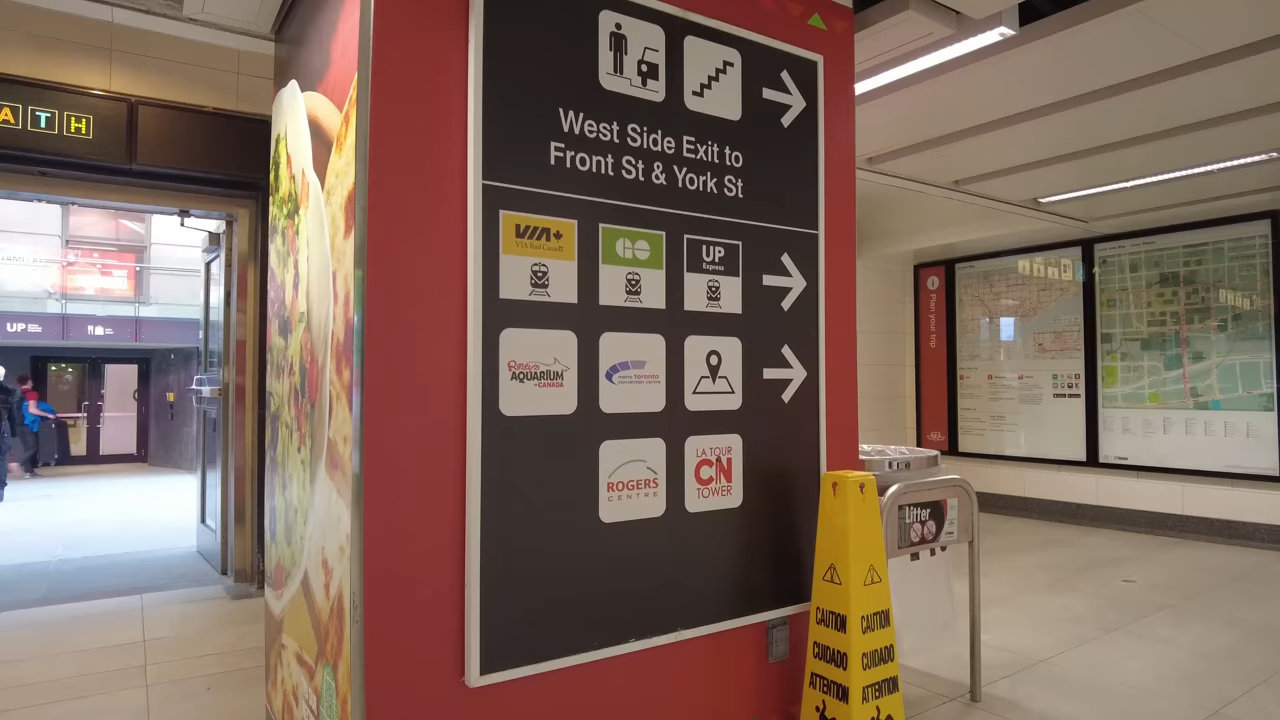 ATH
West Side Exit to
Front St & York St
VIA
VIA Rail Canada
GO
UP
Express
Ripley's
AQUARIUM
OF CANADA
metro toronto
convention centre
ROGERS
CENTRE
LA TOUR
CN
TOWER
UP
Plan your trip
Litter
CAUTION
CUIDADO
ATTENTION
CAUTION
CUIDADO
ATTENTION